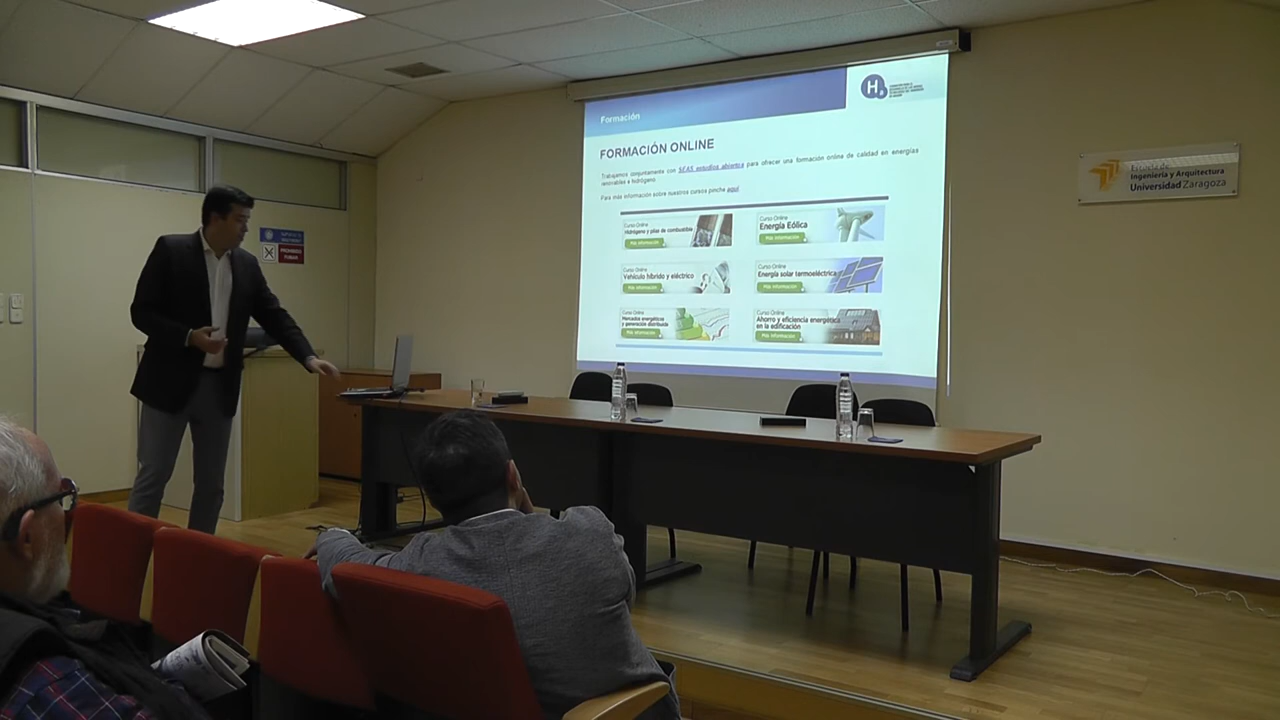 Formación
H2
FORMACIÓN ONLINE
Trabajamos conjuntamente con SEAS estudios abiertos para ofrecer una formación online de calidad en energías
renovables e hidrógeno
Para más información sobre nuestros cursos pinche aquí
Curso Online
Hidrógeno y pilas de combustible
Más información
Curso Online
Energía Eólica
Más información
Curso Online
Vehículo híbrido y eléctrico
Más información
Curso Online
Energía solar termoeléctrica
Más información
Curso Online
Mercados energéticos
y generación distribuida
Más información
Curso Online
Ahorro y eficiencia energética
en la edificación
Más información
Escuela de
Ingeniería y Arquitectura
Universidad Zaragoza
PROHIBIDO
FUMAR